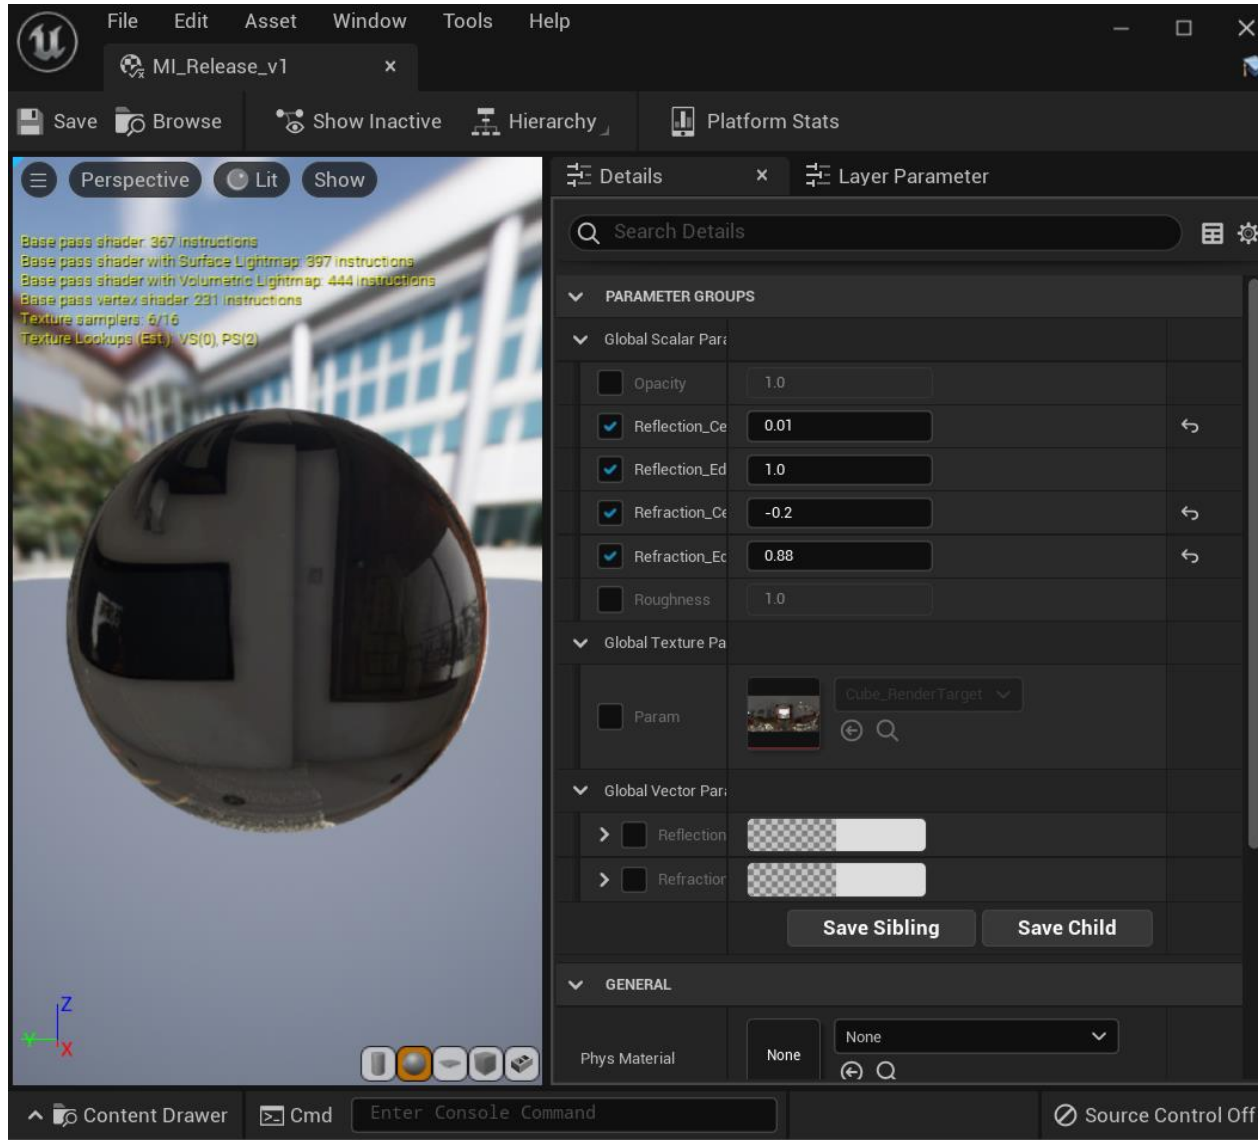 File Edit Asset Window Tools Help
MI_Release_v1
Save Browse Show Inactive Hierarchy Platform Stats
Perspective Lit Show
Base pass shader: 367 instructions
Base pass shader with Surface Lightmap: 397 instructions
Base pass shader with Volumetric Lightmap: 444 instructions
Base pass vertex shader: 231 instructions
Texture samplers: 6/16
Texture Lookups (Est.): VS(0), PS(2)
Z
Y
X
Details Layer Parameter
Search Details
PARAMETER GROUPS
Global Scalar Para
Opacity 1.0
Reflection_Ce 0.01
Reflection_Ed 1.0
Refraction_Ce -0.2
Refraction_Ed 0.88
Roughness 1.0
Global Texture Pa
Param Cube_RenderTarget
Global Vector Para
Reflection
Refraction
Save Sibling Save Child
GENERAL
Phys Material None None
Content Drawer Cmd Enter Console Command Source Control Off